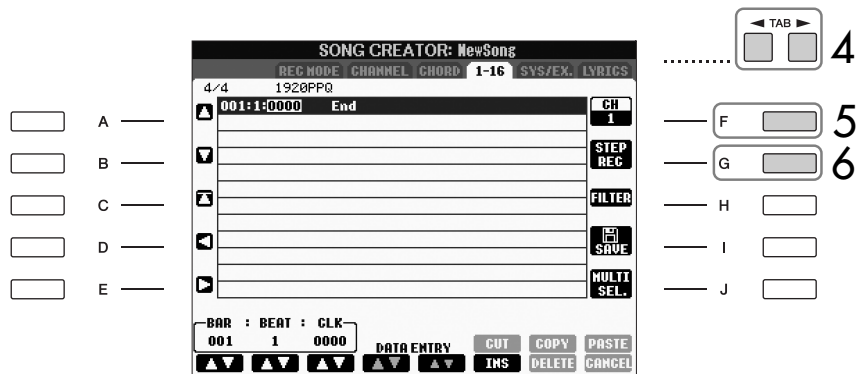 ◄ TAB ►
4
SONG CREATOR: NewSong
REC MODE CHANNEL CHORD 1-16 SYS/EX. LYRICS
4/4 1920PPQ
001:1:0000 End
CH
1
A
F
5
STEP
REC
B
G
6
C
FILTER
H
D
SAVE
I
E
MULTI
SEL.
J
BAR : BEAT : CLK
001 1 0000
DATA ENTRY
CUT COPY PASTE
INS DELETE CANCEL